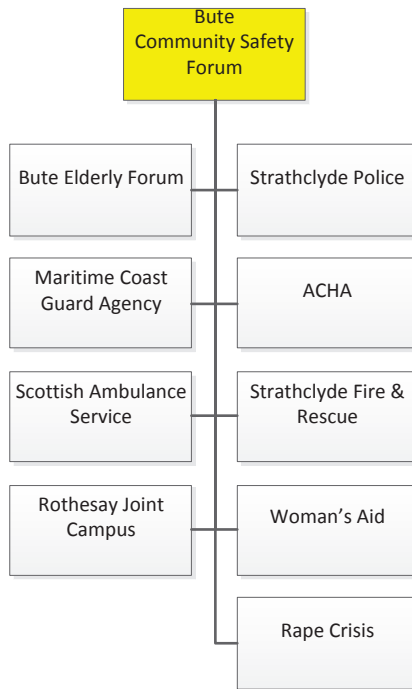 Bute
Community Safety
Forum
Bute Elderly Forum
Strathclyde Police
Maritime Coast
Guard Agency
ACHA
Scottish Ambulance
Service
Strathclyde Fire &
Rescue
Rothesay Joint
Campus
Woman’s Aid
Rape Crisis